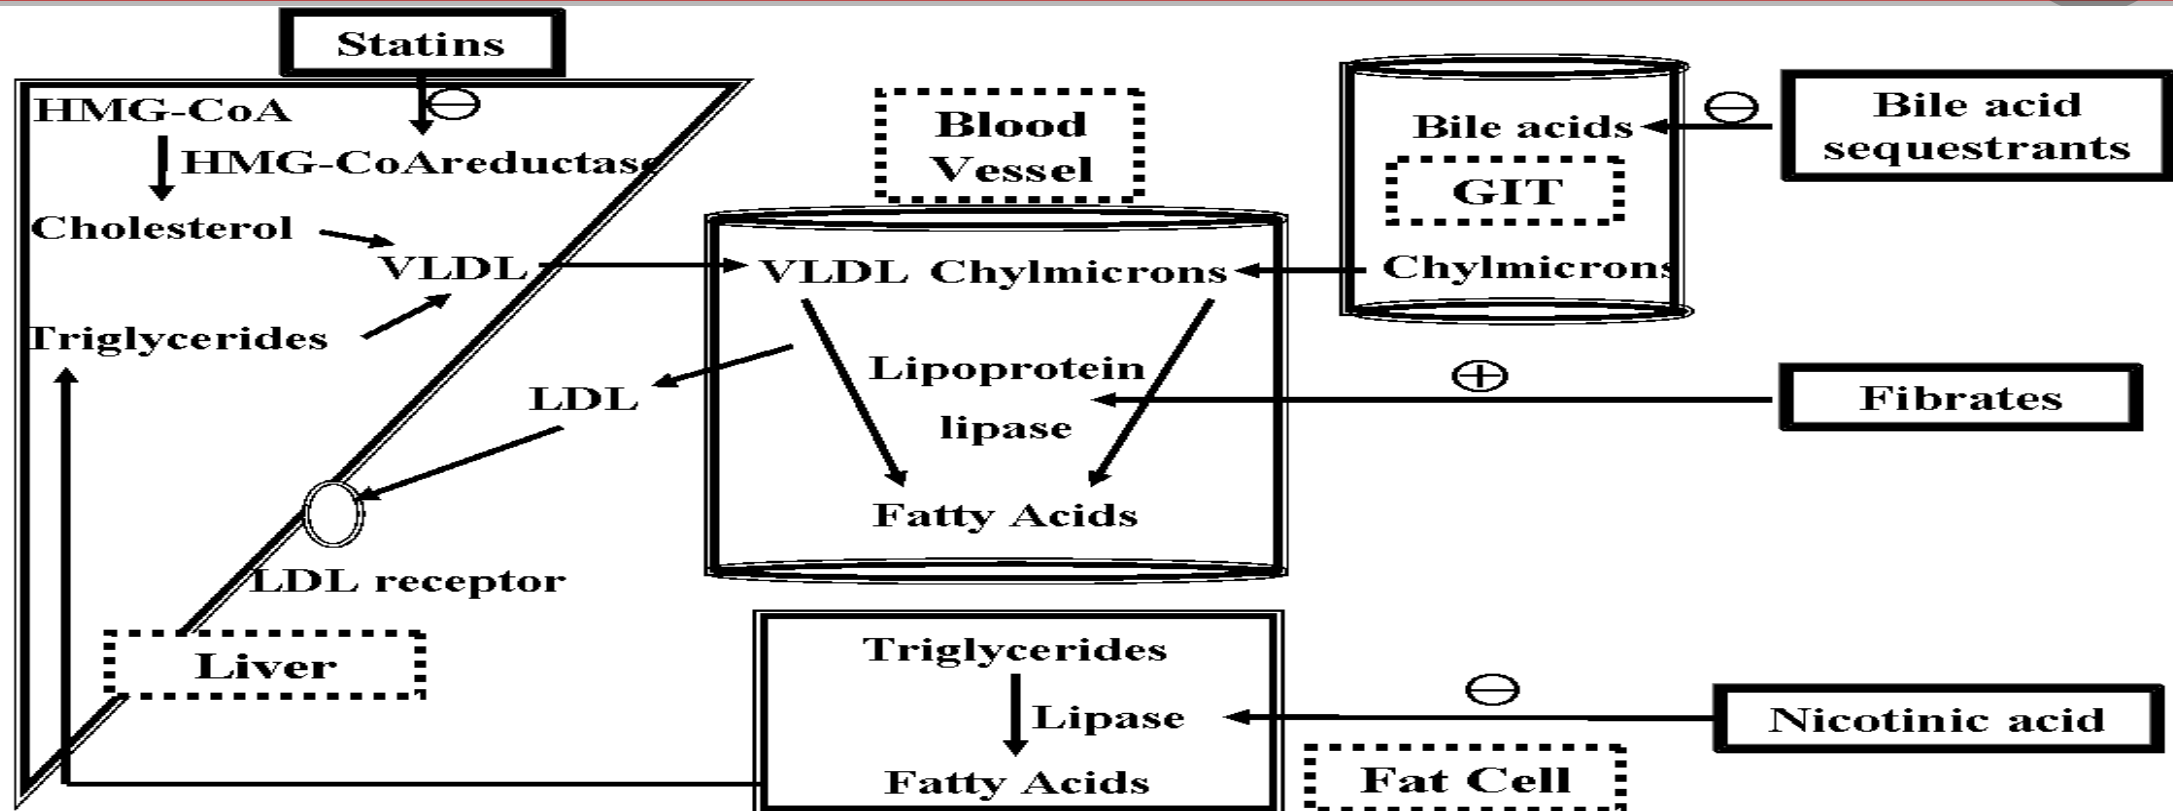 Statins
HMG-CoA
HMG-CoAreductase
Cholesterol
VLDL
Triglycerides
LDL
LDL receptor
Liver
Blood
Vessel
VLDL Chylmicrons
Lipoprotein
lipase
Fatty Acids
Bile acids
GIT
Chylmicrons
Bile acid
sequestrants
Fibrates
Triglycerides
Lipase
Fatty Acids
Fat Cell
Nicotinic acid